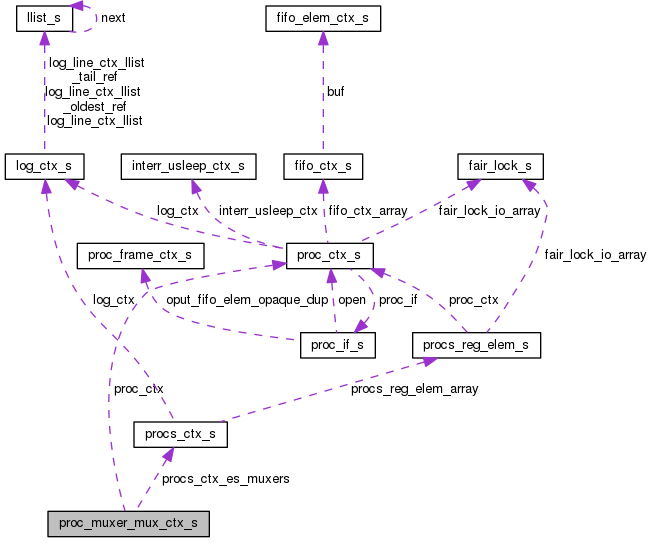 llist_s
next
fifo_elem_ctx_s
log_line_ctx_llist
_tail_ref
log_line_ctx_llist
_oldest_ref
log_line_ctx_llist
buf
log_ctx_s
interr_usleep_ctx_s
fifo_ctx_s
fair_lock_s
log_ctx
interr_usleep_ctx
fifo_ctx_array
fair_lock_io_array
proc_frame_ctx_s
proc_ctx_s
fair_lock_io_array
log_ctx
oput_fifo_elem_opaque_dup
open
proc_if
proc_ctx
proc_if_s
procs_reg_elem_s
proc_ctx
procs_reg_elem_array
procs_ctx_s
procs_ctx_es_muxers
proc_muxer_mux_ctx_s